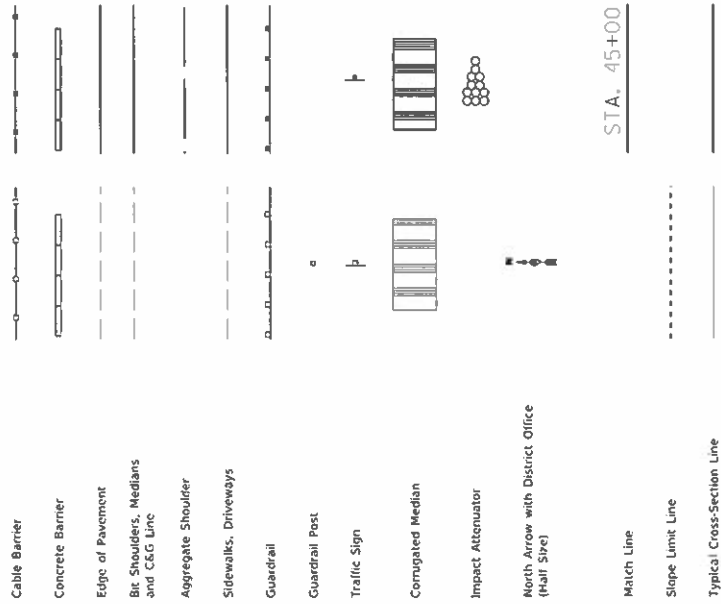 Cable Barrier
Concrete Barrier
Edge of Pavement
Bit Shoulders, Medians
and C&G Line
Aggregate Shoulder
Sidewalks, Driveways
Guardrail
Guardrail Post
Traffic Sign
Corrugated Median
Impact Attenuator
North Arrow with District Office
(Half Size)
Match Line
STA. 45+00
Slope Limit Line
Typical Cross-Section Line